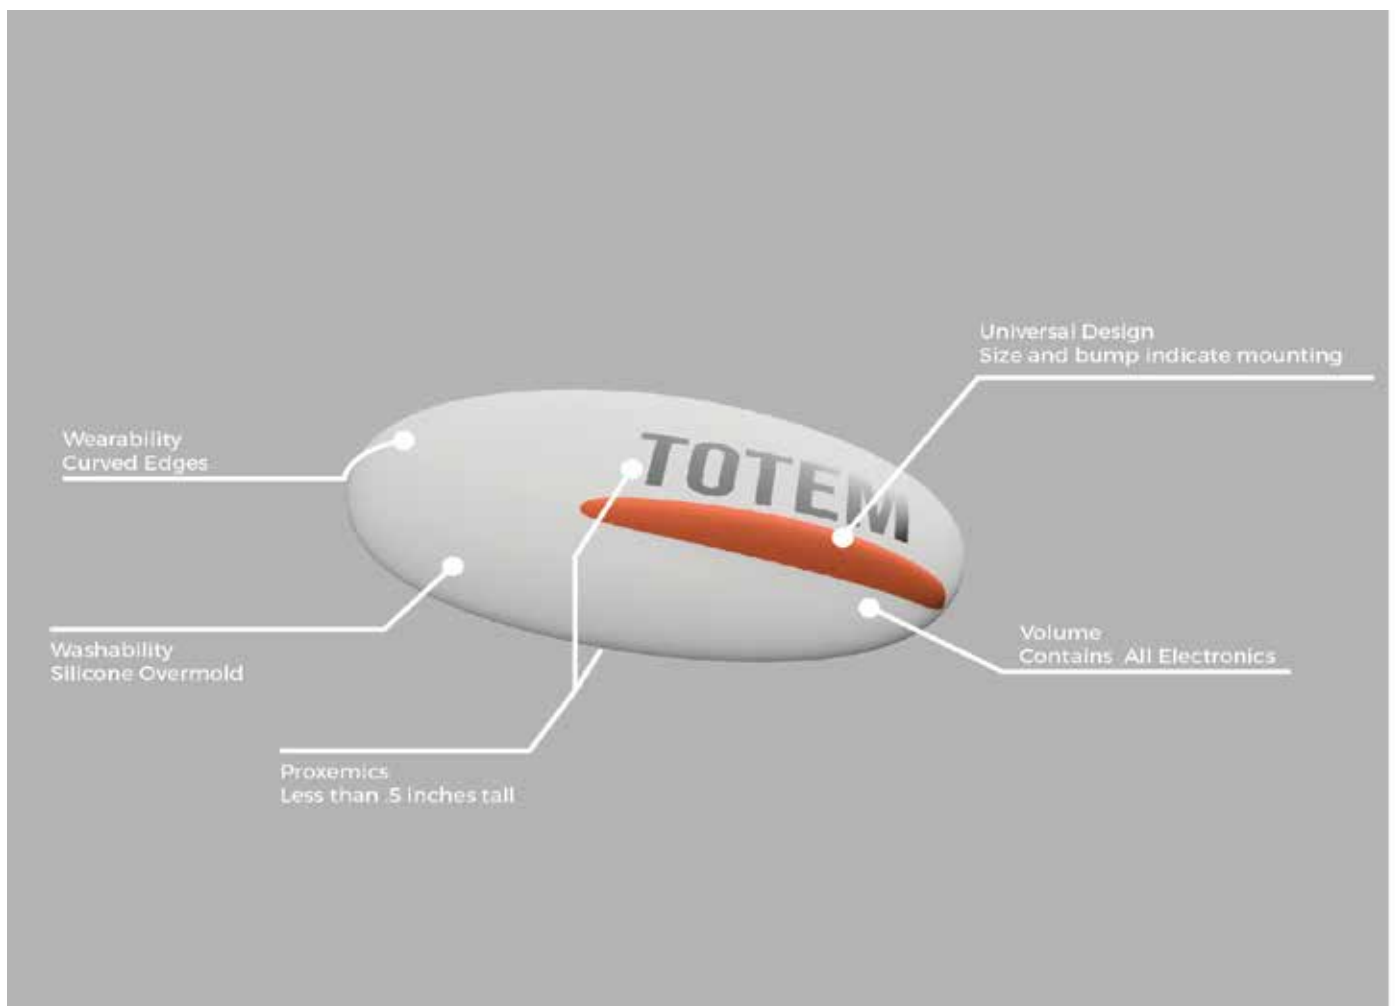 Universal Design
Size and bump indicate mounting
Wearability
Curved Edges
TOTEM
Volume
Contains All Electronics
Washability
Silicone Overmold
Proxemics
Less than .5 inches tall